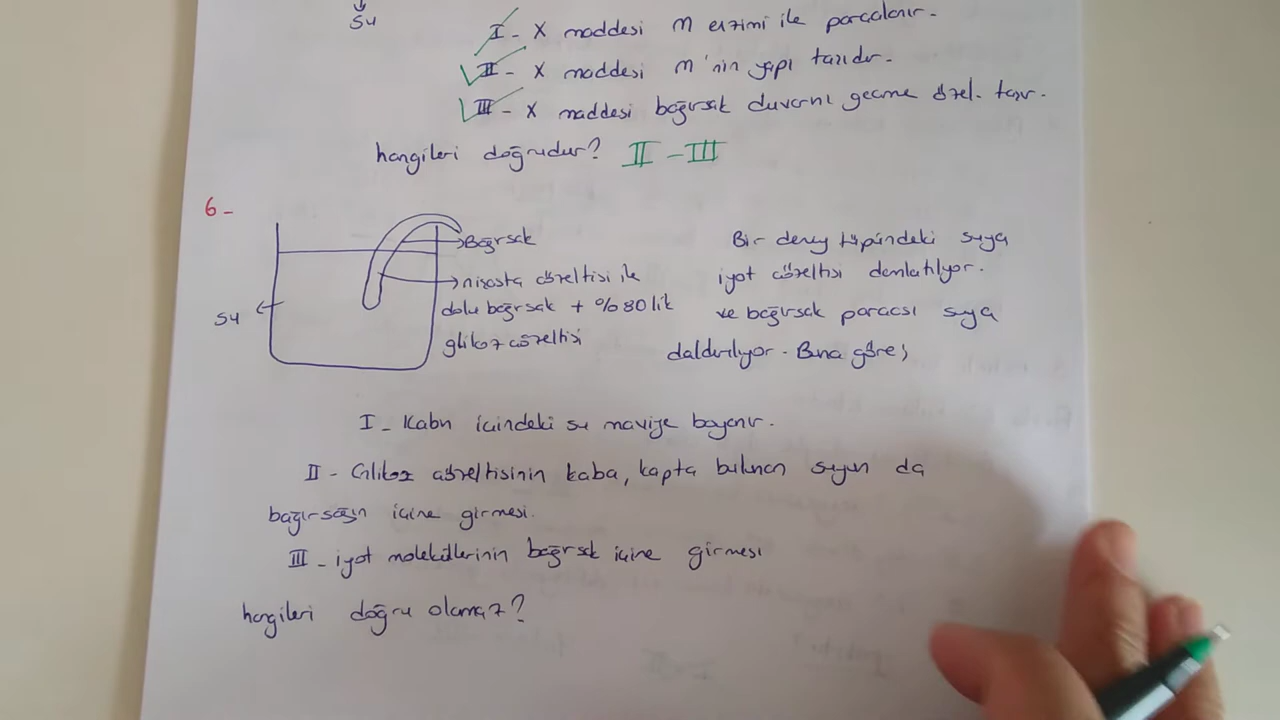 Su
I - X maddesi M enzimi ile parçalanır.
II - X maddesi M'nin yapı taşıdır.
III - X maddesi bağırsak duvarını geçme özel. taşır.
hangileri doğrudur? II - III
6-
Bağırsak
nişasta çözeltisi ile
dolu bağırsak + %80 lik
glikoz çözeltisi
Su
Bir deney tüpündeki suya
iyot çözeltisi damlatılıyor.
ve bağırsak parçası suya
daldırılıyor. Buna göre;
I - Kabın içindeki su maviye boyanır.
II - Glikoz çözeltisinin kaba, kapta bulunan suyun da
bağırsağın içine girmesi.
III - iyot moleküllerinin bağırsak içine girmesi
hangileri doğru olamaz?